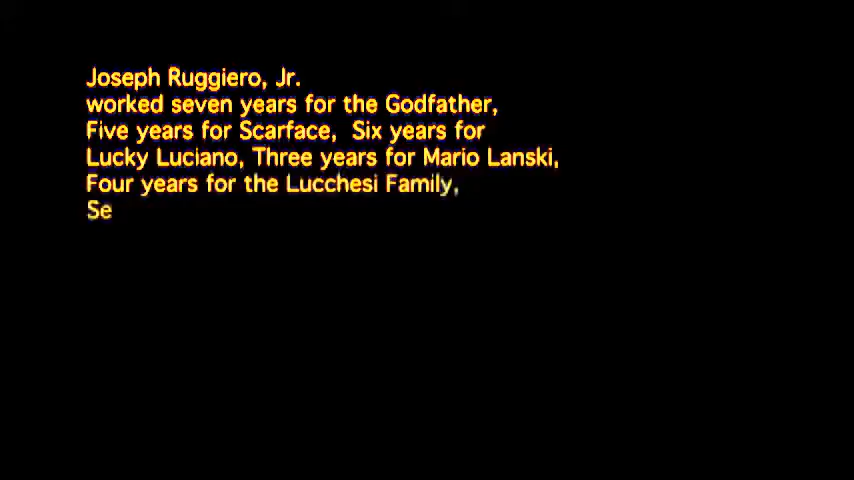 Joseph Ruggiero, Jr.
worked seven years for the Godfather,
Five years for Scarface,  Six years for
Lucky Luciano, Three years for Mario Lanski,
Four years for the Lucchesi Family,
Se